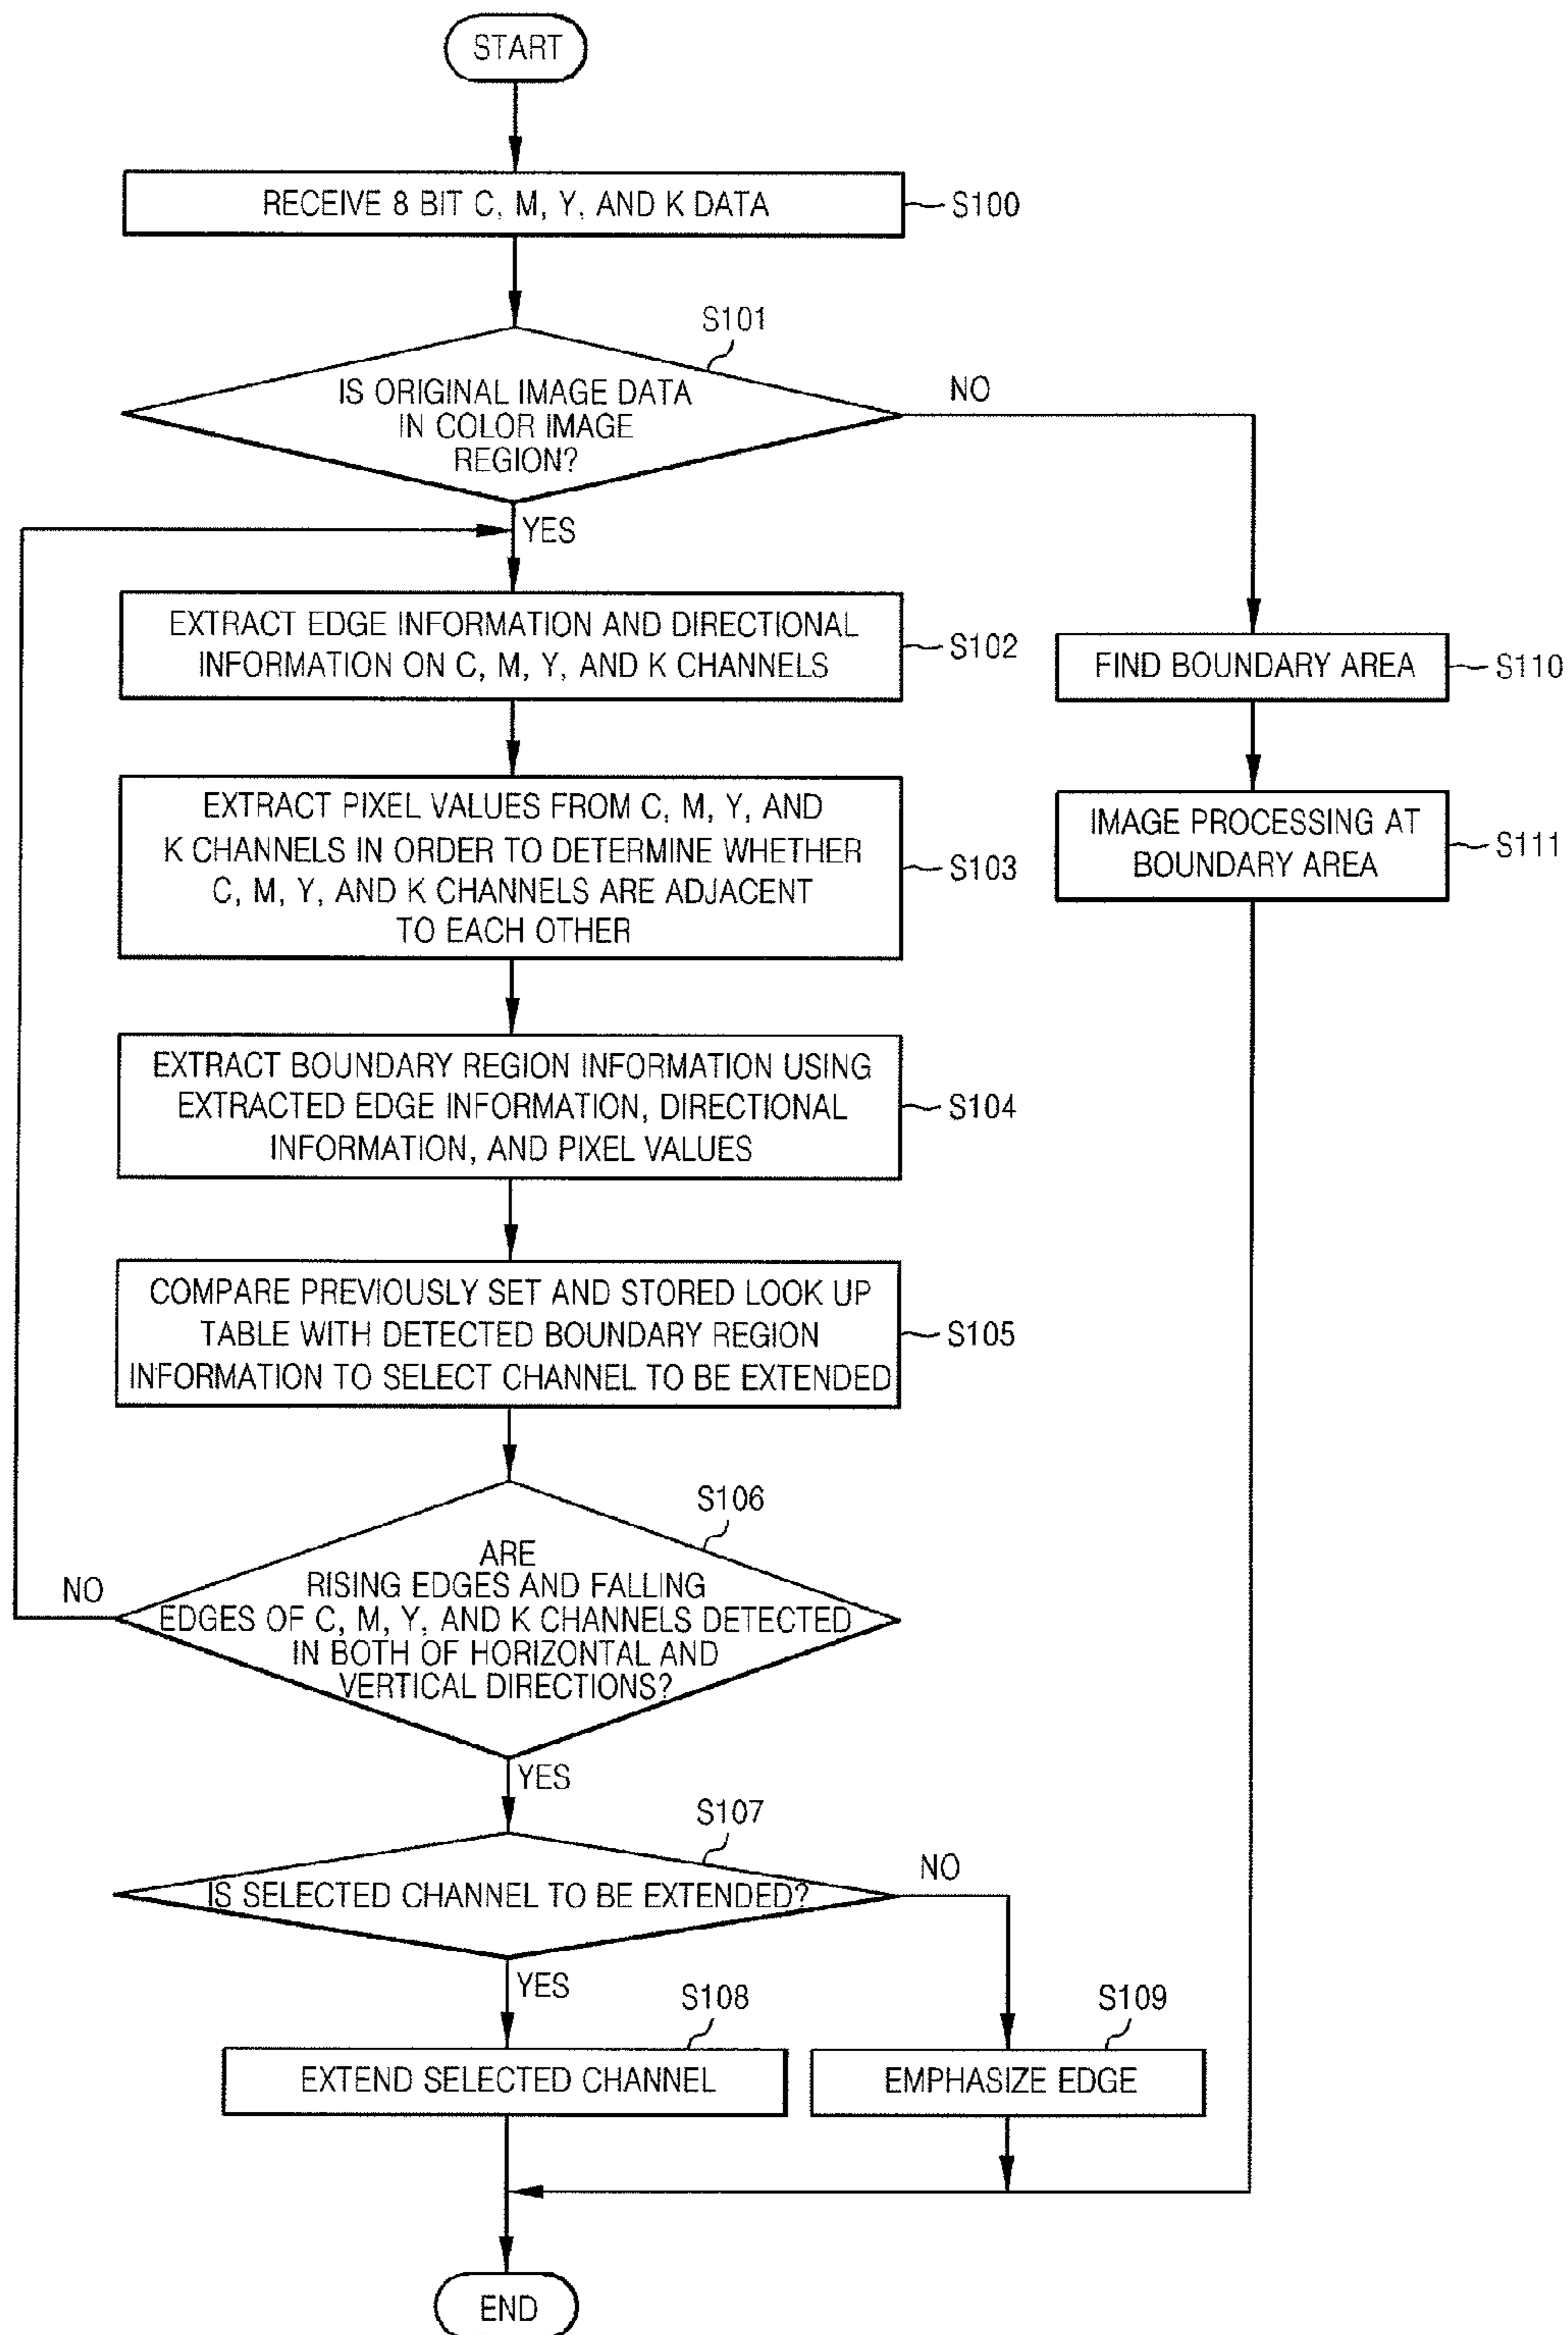 START
RECEIVE 8 BIT C, M, Y, AND K DATA
S100
S101
IS ORIGINAL IMAGE DATA
IN COLOR IMAGE
REGION?
NO
YES
EXTRACT EDGE INFORMATION AND DIRECTIONAL
INFORMATION ON C, M, Y, AND K CHANNELS
S102
FIND BOUNDARY AREA
S110
EXTRACT PIXEL VALUES FROM C, M, Y, AND
K CHANNELS IN ORDER TO DETERMINE WHETHER
C, M, Y, AND K CHANNELS ARE ADJACENT
TO EACH OTHER
S103
IMAGE PROCESSING AT
BOUNDARY AREA
S111
EXTRACT BOUNDARY REGION INFORMATION USING
EXTRACTED EDGE INFORMATION, DIRECTIONAL
INFORMATION, AND PIXEL VALUES
S104
COMPARE PREVIOUSLY SET AND STORED LOOK UP
TABLE WITH DETECTED BOUNDARY REGION
INFORMATION TO SELECT CHANNEL TO BE EXTENDED
S105
S106
ARE
RISING EDGES AND FALLING
EDGES OF C, M, Y, AND K CHANNELS DETECTED
IN BOTH OF HORIZONTAL AND
VERTICAL DIRECTIONS?
NO
YES
S107
IS SELECTED CHANNEL TO BE EXTENDED?
NO
YES
S108
EXTEND SELECTED CHANNEL
S109
EMPHASIZE EDGE
END